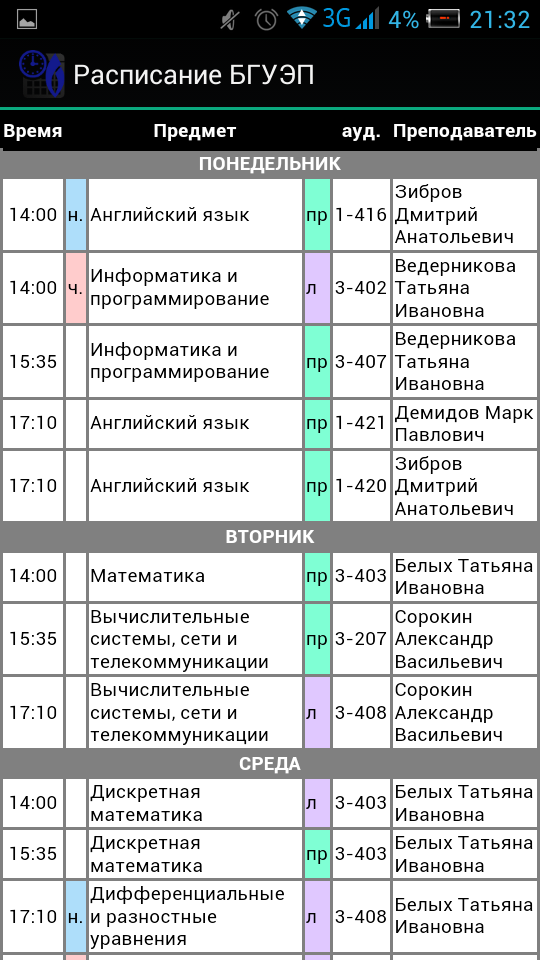 3G 4% 21:32
Расписание БГУЭП
Время Предмет ауд. Преподаватель
ПОНЕДЕЛЬНИК
14:00 н. Английский язык пр 1-416 Зибров
Дмитрий
Анатольевич
14:00 ч. Информатика и
программирование л 3-402 Ведерникова
Татьяна
Ивановна
15:35 Информатика и
программирование пр 3-407 Ведерникова
Татьяна
Ивановна
17:10 Английский язык пр 1-421 Демидов Марк
Павлович
17:10 Английский язык пр 1-420 Зибров
Дмитрий
Анатольевич
ВТОРНИК
14:00 Математика пр 3-403 Белых Татьяна
Ивановна
15:35 Вычислительные
системы, сети и
телекоммуникации пр 3-207 Сорокин
Александр
Васильевич
17:10 Вычислительные
системы, сети и
телекоммуникации л 3-408 Сорокин
Александр
Васильевич
СРЕДА
14:00 Дискретная
математика л 3-403 Белых Татьяна
Ивановна
15:35 Дискретная
математика пр 3-403 Белых Татьяна
Ивановна
17:10 н. Дифференциальные
и разностные
уравнения л 3-408 Белых Татьяна
Ивановна